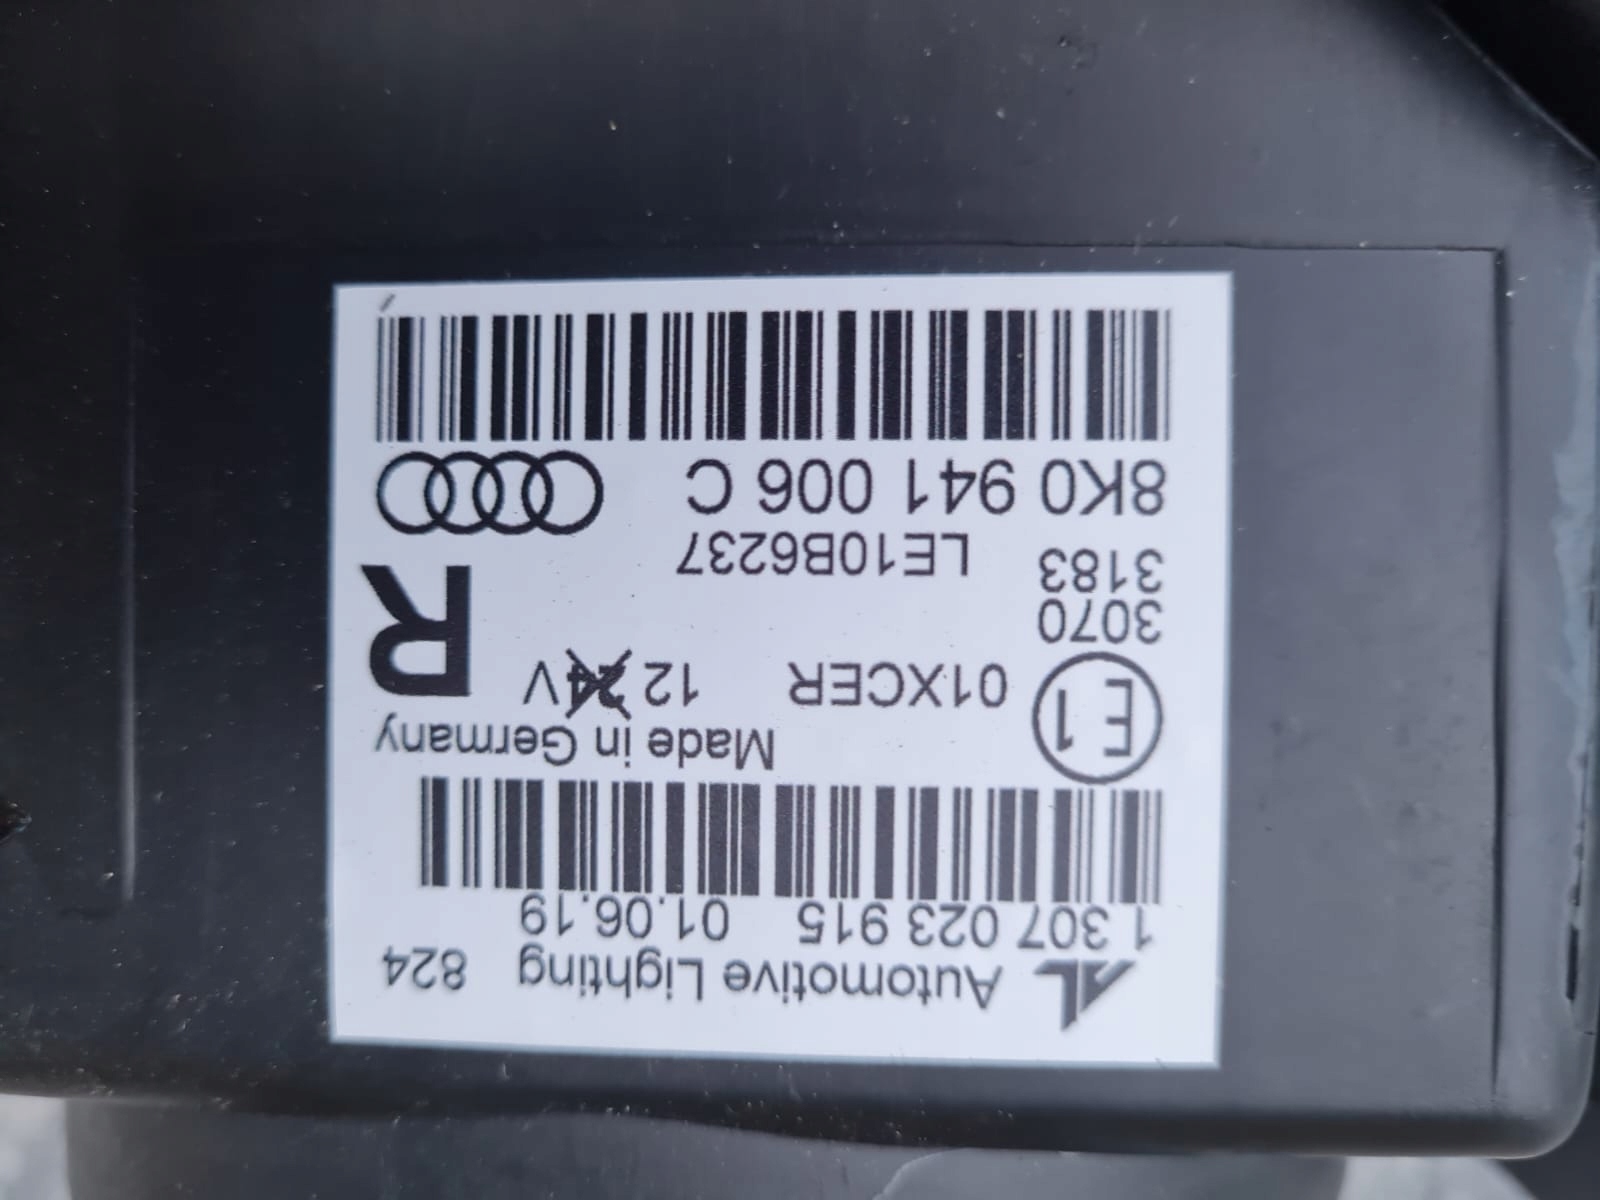 Automotive Lighting 824
1 307 023 915 01.06.19
Made in Germany
E1 01XCER 12 24 V
R
3070
3183
LE10B6237
8K0 941 006 C